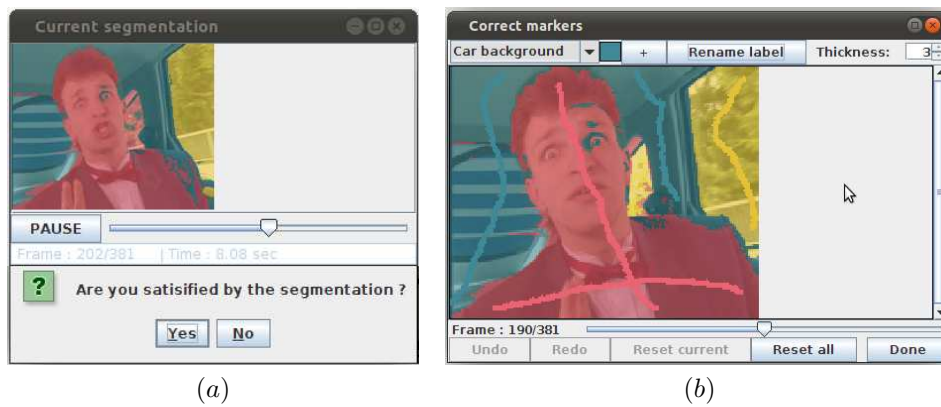 Current segmentation
PAUSE
Frame : 202/381 | Time : 8.08 sec
?
Are you satisified by the segmentation ?
Yes No
(a)
Correct markers
Car background + Rename label Thickness: 3
Frame : 190/381
Undo Redo Reset current Reset all Done
(b)